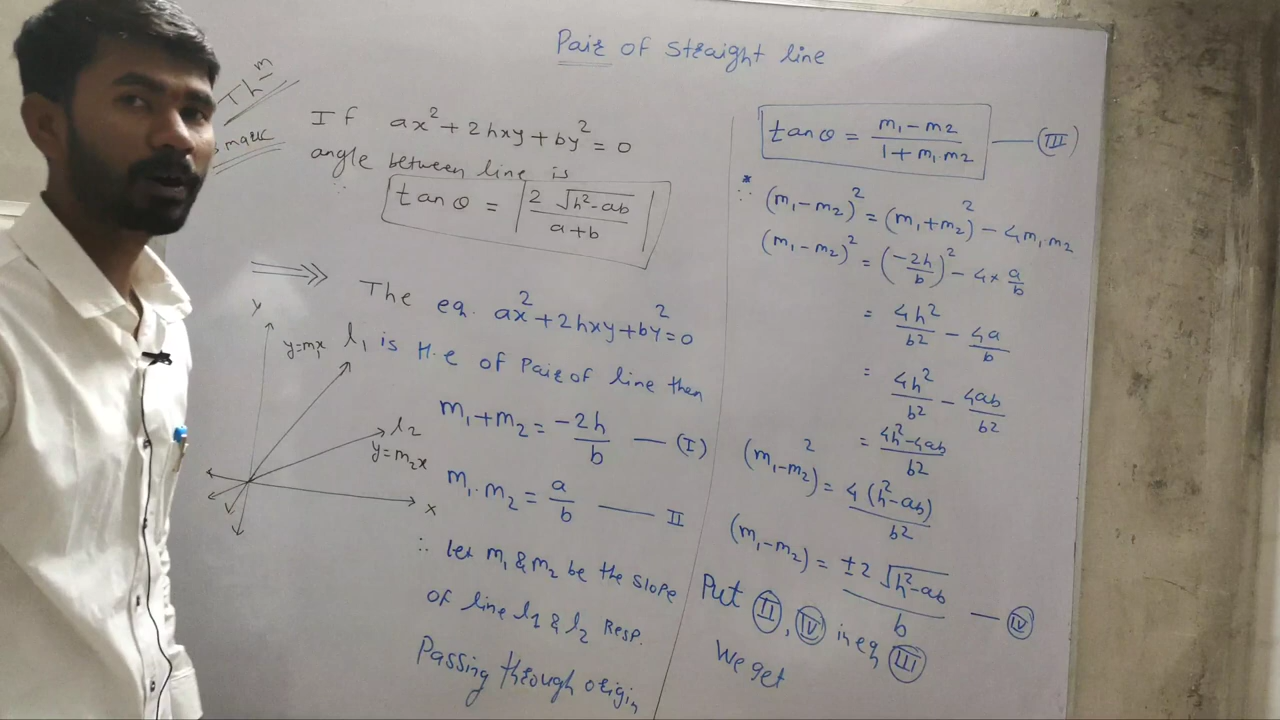 Pair of straight line
Thm
marks
If ax² + 2hxy + by² = 0
angle between line is
∵
tan θ = |2 √h²-ab / a+b|
⇒ The eq. ax² + 2hxy + by² = 0
is H.e of Pair of line then
m₁ + m₂ = -2h/b — (I)
m₁ . m₂ = a/b — II
∴ let m₁ & m₂ be the slope
of line l₁ & l₂ Resp.
Passing through origin
y
y=m₁x
l₁
l₂
y=m₂x
x
tan θ = m₁ - m₂ / 1 + m₁.m₂ — (III)
∵ (m₁ - m₂)² = (m₁ + m₂)² - 4m₁.m₂
(m₁ - m₂)² = (-2h/b)² - 4 × a/b
= 4h²/b² - 4a/b
= 4h²/b² - 4ab/b²
= 4h²-4ab/b²
(m₁-m₂)² = 4(h²-ab)/b²
(m₁-m₂) = ±2 √h²-ab / b — (IV)
Put (II), (IV) in eq (III)
We get